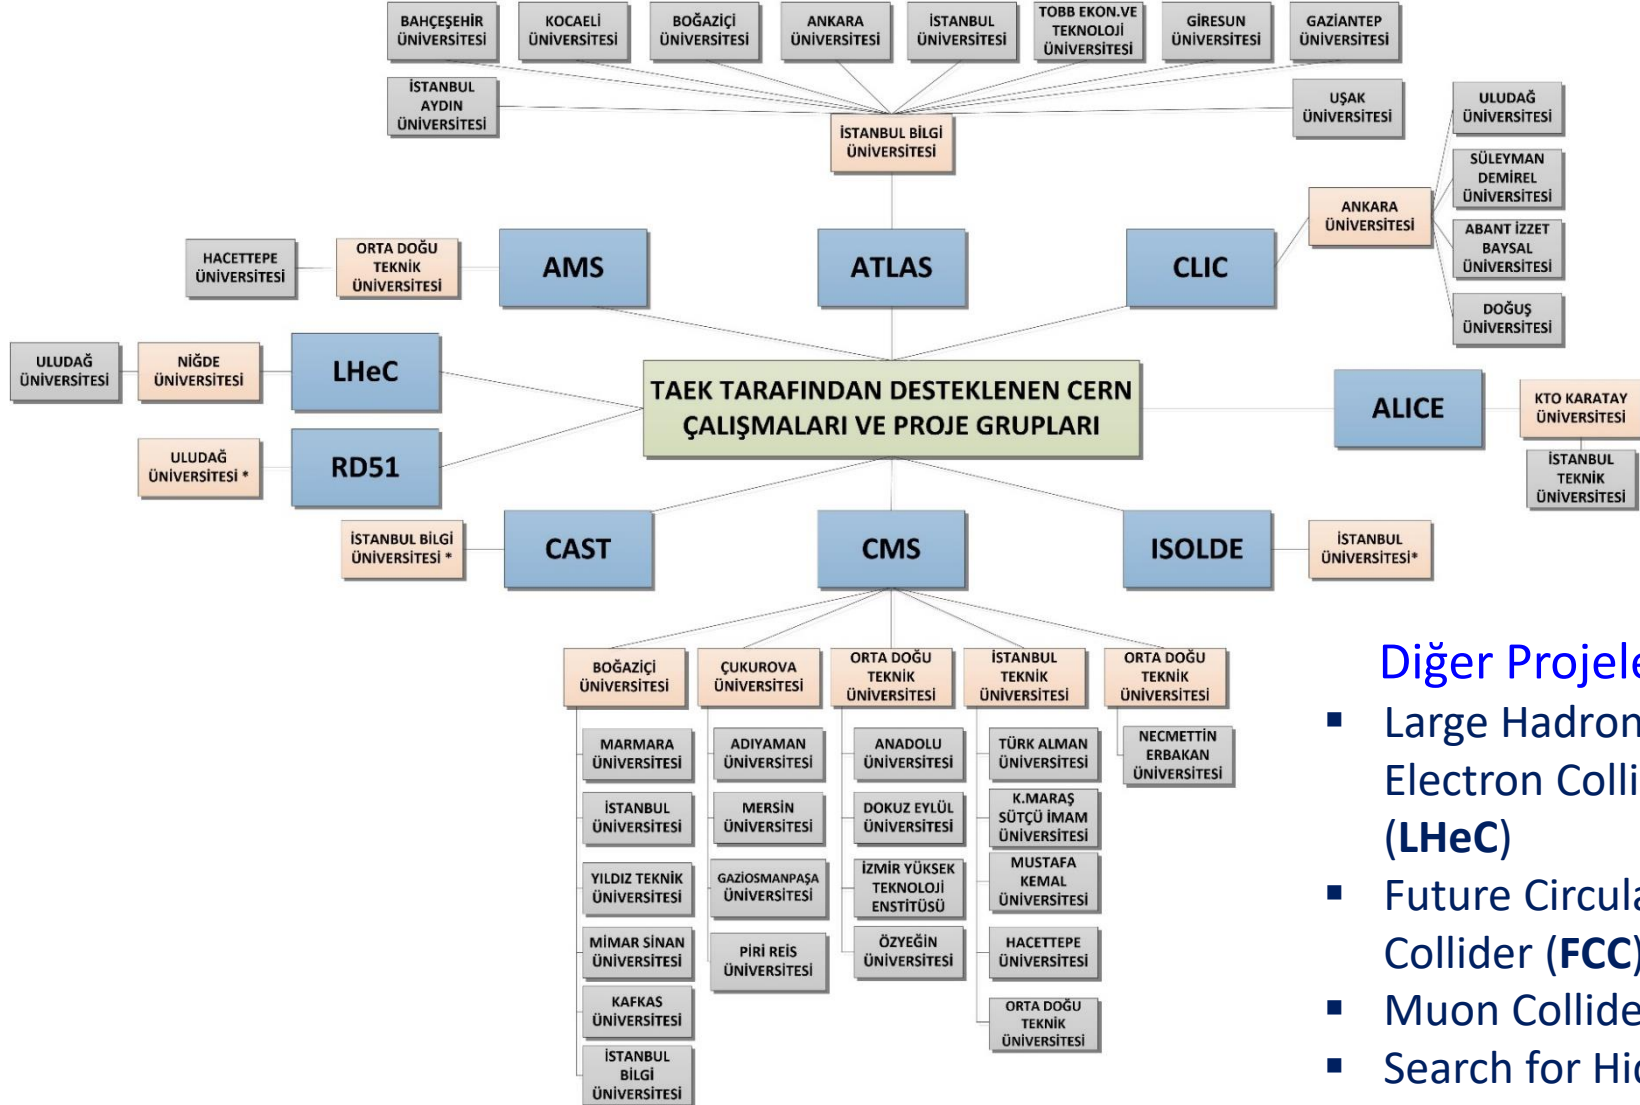 BAHÇEŞEHİR
ÜNİVERSİTESİ
KOCAELİ
ÜNİVERSİTESİ
BOĞAZİÇİ
ÜNİVERSİTESİ
ANKARA
ÜNİVERSİTESİ
İSTANBUL
ÜNİVERSİTESİ
TOBB EKON.VE
TEKNOLOJİ
ÜNİVERSİTESİ
GİRESUN
ÜNİVERSİTESİ
GAZİANTEP
ÜNİVERSİTESİ
İSTANBUL
AYDIN
ÜNİVERSİTESİ
UŞAK
ÜNİVERSİTESİ
İSTANBUL BİLGİ
ÜNİVERSİTESİ
ULUDAĞ
ÜNİVERSİTESİ
SÜLEYMAN
DEMİREL
ÜNİVERSİTESİ
ANKARA
ÜNİVERSİTESİ
ABANT İZZET
BAYSAL
ÜNİVERSİTESİ
DOĞUŞ
ÜNİVERSİTESİ
HACETTEPE
ÜNİVERSİTESİ
ORTA DOĞU
TEKNİK
ÜNİVERSİTESİ
AMS
ATLAS
CLIC
ULUDAĞ
ÜNİVERSİTESİ
NİĞDE
ÜNİVERSİTESİ
LHeC
TAEK TARAFINDAN DESTEKLENEN CERN
ÇALIŞMALARI VE PROJE GRUPLARI
ALICE
KTO KARATAY
ÜNİVERSİTESİ
İSTANBUL
TEKNİK
ÜNİVERSİTESİ
ULUDAĞ
ÜNİVERSİTESİ *
RD51
İSTANBUL BİLGİ
ÜNİVERSİTESİ *
CAST
CMS
ISOLDE
İSTANBUL
ÜNİVERSİTESİ*
BOĞAZİÇİ
ÜNİVERSİTESİ
ÇUKUROVA
ÜNİVERSİTESİ
ORTA DOĞU
TEKNİK
ÜNİVERSİTESİ
İSTANBUL
TEKNİK
ÜNİVERSİTESİ
ORTA DOĞU
TEKNİK
ÜNİVERSİTESİ
MARMARA
ÜNİVERSİTESİ
İSTANBUL
ÜNİVERSİTESİ
YILDIZ TEKNİK
ÜNİVERSİTESİ
MİMAR SİNAN
ÜNİVERSİTESİ
KAFKAS
ÜNİVERSİTESİ
İSTANBUL
BİLGİ
ÜNİVERSİTESİ
ADIYAMAN
ÜNİVERSİTESİ
MERSİN
ÜNİVERSİTESİ
GAZİOSMANPAŞA
ÜNİVERSİTESİ
PİRİ REİS
ÜNİVERSİTESİ
ANADOLU
ÜNİVERSİTESİ
DOKUZ EYLÜL
ÜNİVERSİTESİ
İZMİR YÜKSEK
TEKNOLOJİ
ENSTİTÜSÜ
ÖZYEĞİN
ÜNİVERSİTESİ
TÜRK ALMAN
ÜNİVERSİTESİ
K.MARAŞ
SÜTÇÜ İMAM
ÜNİVERSİTESİ
MUSTAFA
KEMAL
ÜNİVERSİTESİ
HACETTEPE
ÜNİVERSİTESİ
ORTA DOĞU
TEKNİK
ÜNİVERSİTESİ
NECMETTİN
ERBAKAN
ÜNİVERSİTESİ
Diğer Projele
▪ Large Hadron
Electron Colli
(LHeC)
▪ Future Circula
Collider (FCC)
▪ Muon Collide
▪ Search for Hid